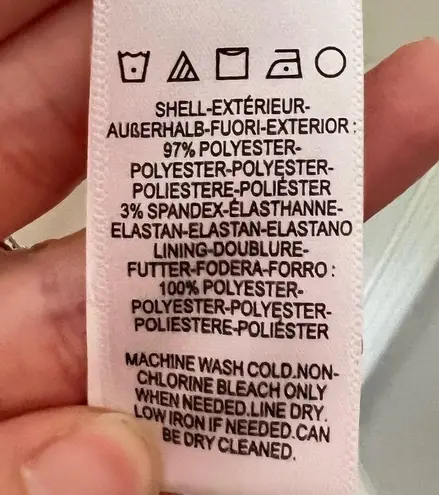 SHELL-EXTÉRIEUR-
AUßERHALB-FUORI-EXTERIOR:
97% POLYESTER-
POLYESTER-POLYESTER-
POLIESTERE-POLIÉSTER
3% SPANDEX-ÉLASTHANNE-
ELASTAN-ELASTAN-ELASTANO
LINING-DOUBLURE-
FUTTER-FODERA-FORRO:
100% POLYESTER-
POLYESTER-POLYESTER-
POLIESTERE-POLIÉSTER
MACHINE WASH COLD.NON-
CHLORINE BLEACH ONLY
WHEN NEEDED.LINE DRY.
LOW IRON IF NEEDED.CAN
BE DRY CLEANED.